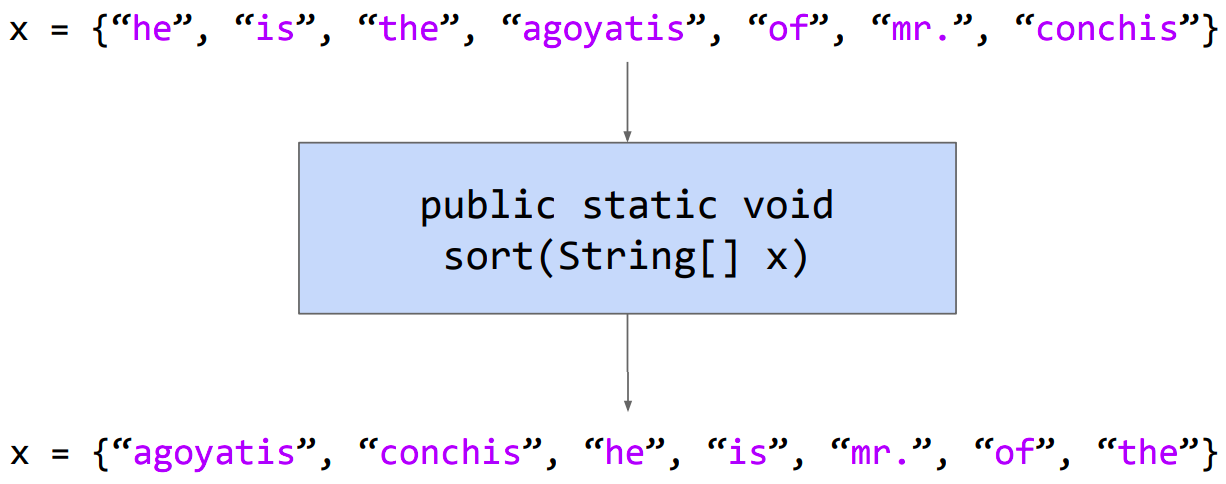 x = {“he”, “is”, “the”, “agoyatis”, “of”, “mr.”, “conchis”}
public static void
sort(String[] x)
x = {“agoyatis”, “conchis”, “he”, “is”, “mr.”, “of”, “the”}